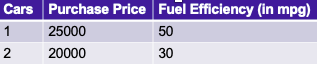 Cars Purchase Price Fuel Efficiency (in mpg)
1 25000 50
2 20000 30